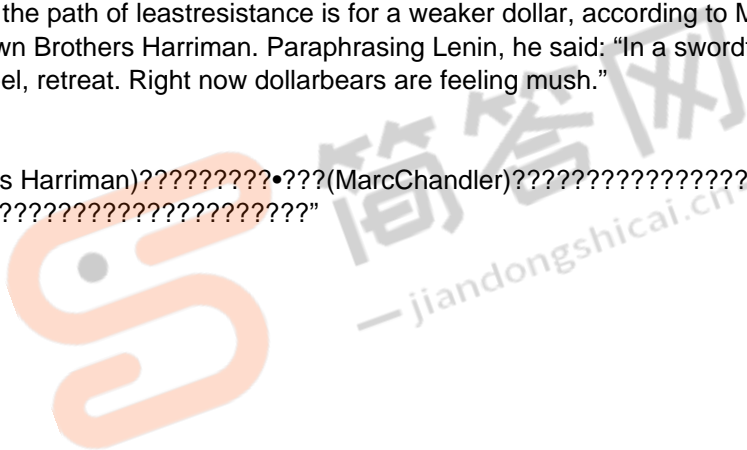 the path of leastresistance is for a weaker dollar, according to M
wn Brothers Harriman. Paraphrasing Lenin, he said: “In a swordf
el, retreat. Right now dollarbears are feeling mush.”
s Harriman)?????????•???(MarcChandler)????????????????
?????????????????????”
简答网
jiandongshicai.cn